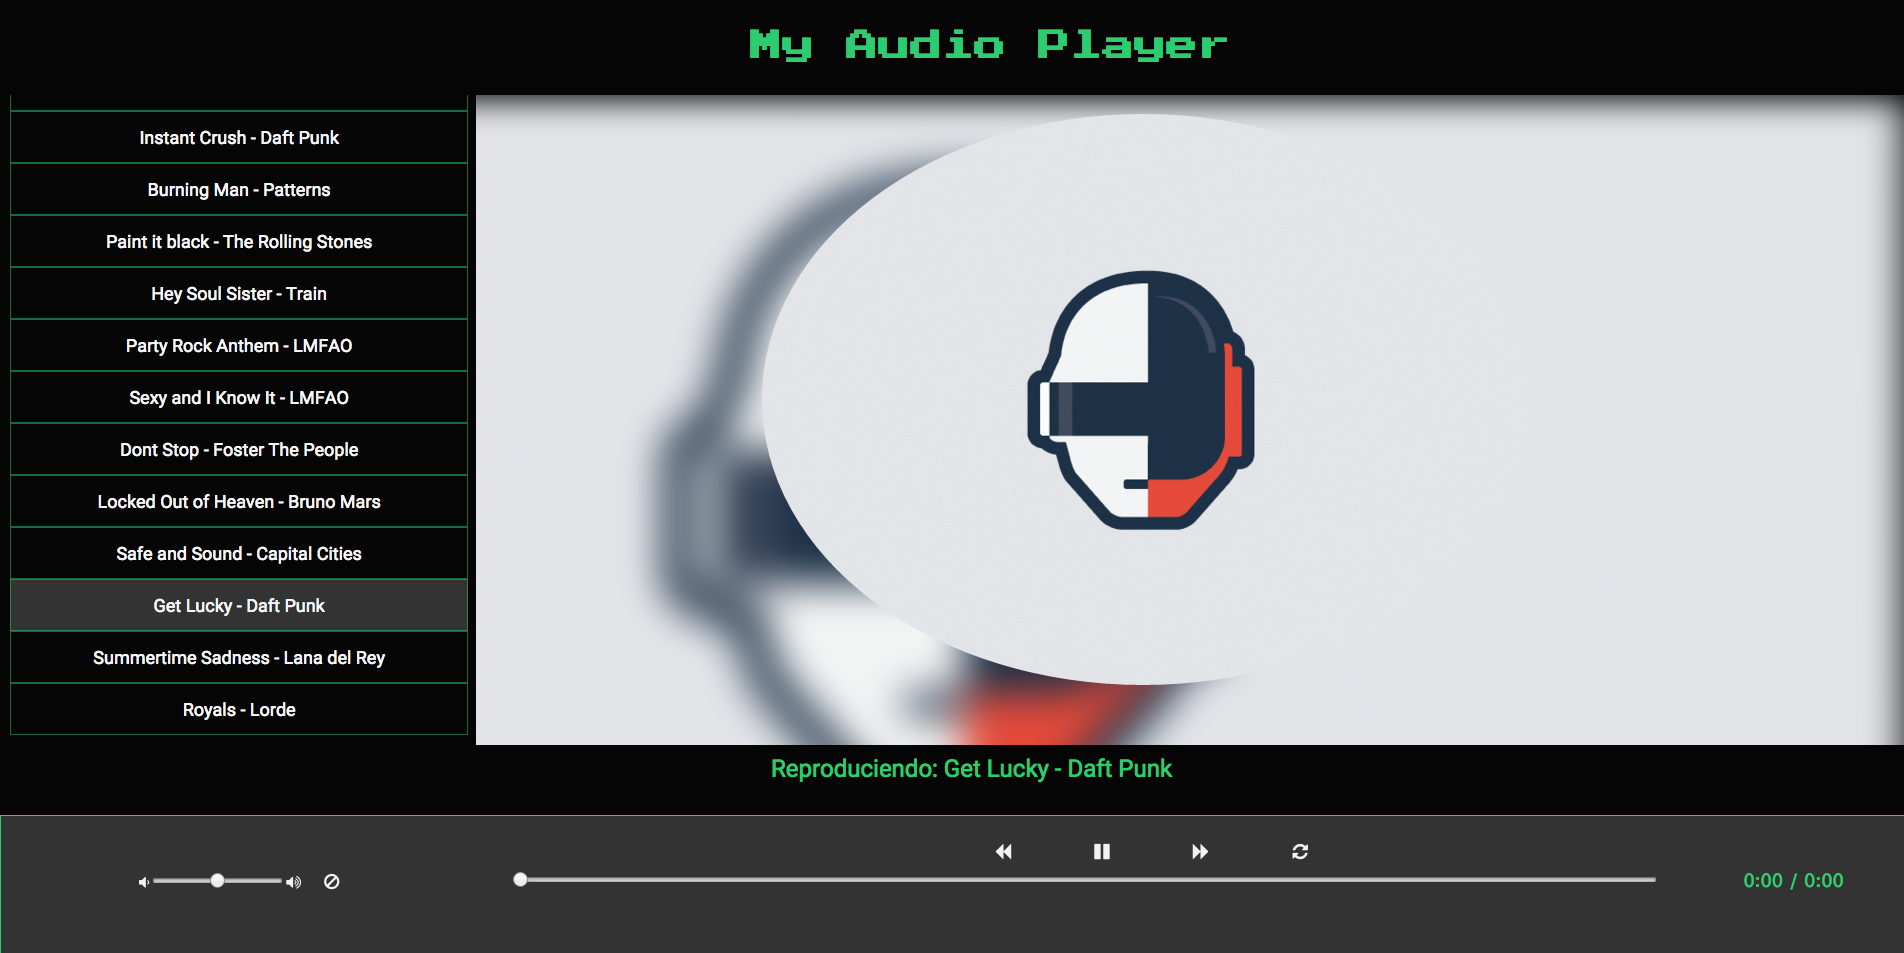 My Audio Player
Instant Crush - Daft Punk
Burning Man - Patterns
Paint it black - The Rolling Stones
Hey Soul Sister - Train
Party Rock Anthem - LMFAO
Sexy and I Know It - LMFAO
Dont Stop - Foster The People
Locked Out of Heaven - Bruno Mars
Safe and Sound - Capital Cities
Get Lucky - Daft Punk
Summertime Sadness - Lana del Rey
Royals - Lorde
Reproduciendo: Get Lucky - Daft Punk
0:00 / 0:00